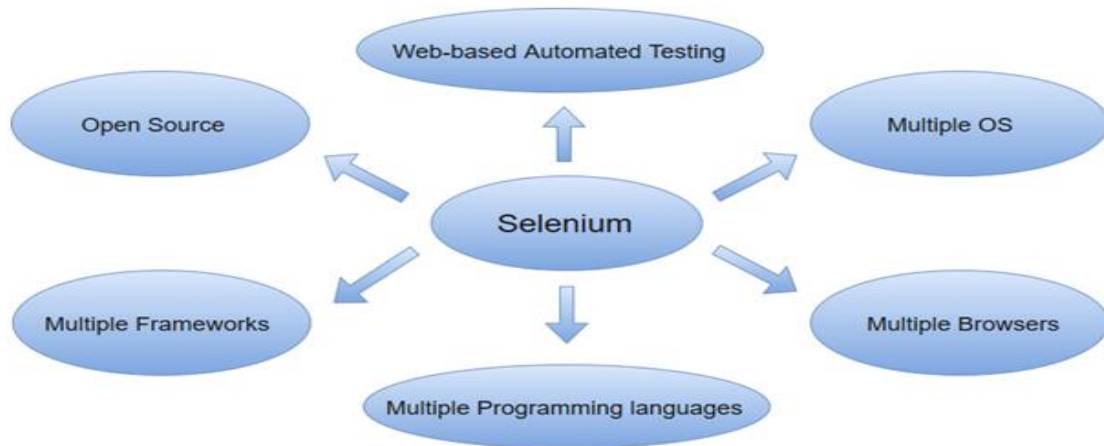 Web-based Automated Testing
Open Source
Multiple OS
Selenium
Multiple Frameworks
Multiple Browsers
Multiple Programming languages